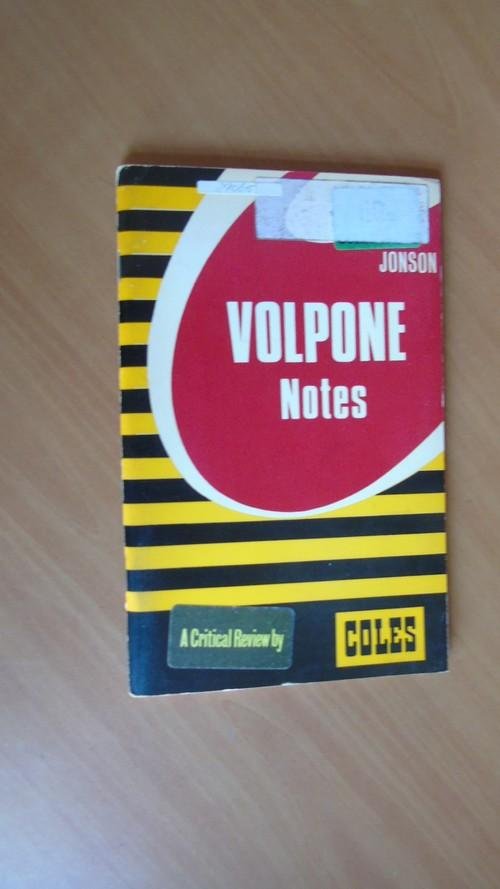 JONSON
VOLPONE
Notes
A Critical Review by
COLES